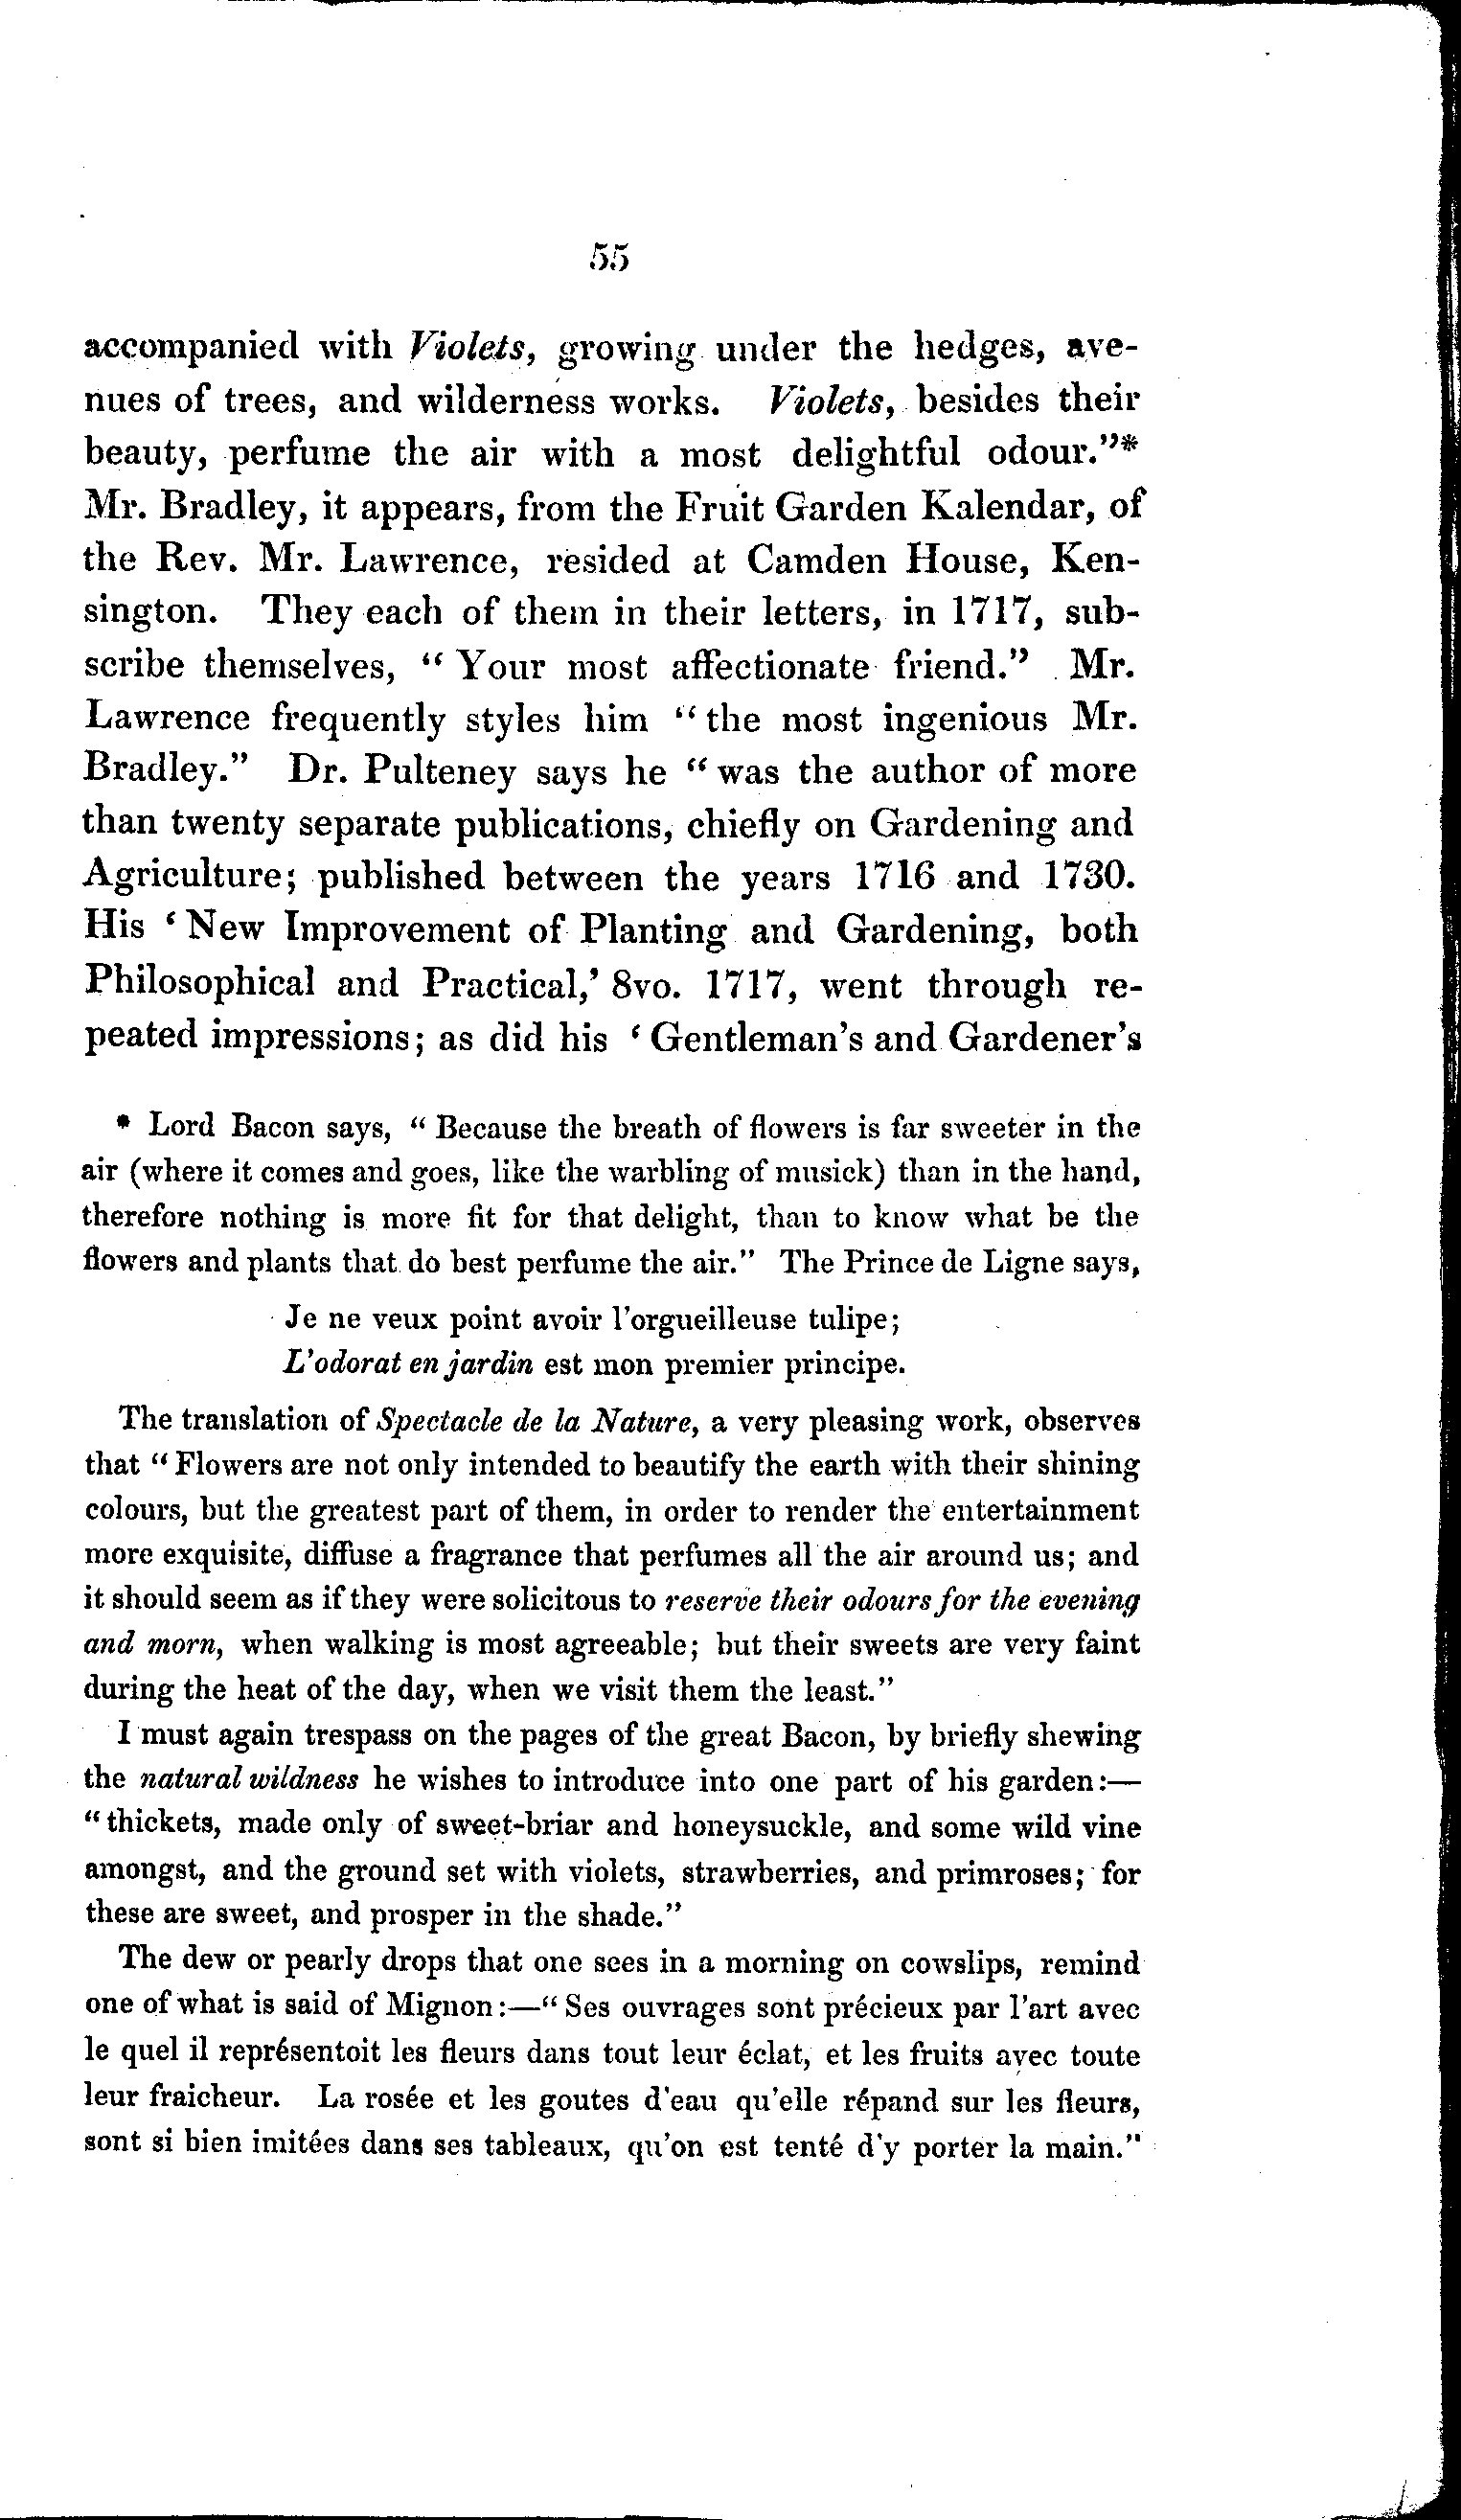 55
accompanied with Violets, growing under the hedges, ave-
nues of trees, and wilderness works. Violets, besides their
beauty, perfume the air with a most delightful odour."*
Mr. Bradley, it appears, from the Fruit Garden Kalendar, of
the Rev. Mr. Lawrence, resided at Camden House, Ken-
sington. They each of them in their letters, in 1717, sub-
scribe themselves, "Your most affectionate friend." Mr.
Lawrence frequently styles him "the most ingenious Mr.
Bradley." Dr. Pulteney says he "was the author of more
than twenty separate publications, chiefly on Gardening and
Agriculture; published between the years 1716 and 1730.
His 'New Improvement of Planting and Gardening, both
Philosophical and Practical,' 8vo. 1717, went through re-
peated impressions; as did his 'Gentleman's and Gardener's
* Lord Bacon says, "Because the breath of flowers is far sweeter in the
air (where it comes and goes, like the warbling of musick) than in the hand,
therefore nothing is more fit for that delight, than to know what be the
flowers and plants that do best perfume the air." The Prince de Ligne says,
Je ne veux point avoir l'orgueilleuse tulipe;
L'odorat en jardin est mon premier principe.
The translation of Spectacle de la Nature, a very pleasing work, observes
that "Flowers are not only intended to beautify the earth with their shining
colours, but the greatest part of them, in order to render the entertainment
more exquisite, diffuse a fragrance that perfumes all the air around us; and
it should seem as if they were solicitous to reserve their odours for the evening
and morn, when walking is most agreeable; but their sweets are very faint
during the heat of the day, when we visit them the least."
I must again trespass on the pages of the great Bacon, by briefly shewing
the natural wildness he wishes to introduce into one part of his garden:—
"thickets, made only of sweet-briar and honeysuckle, and some wild vine
amongst, and the ground set with violets, strawberries, and primroses; for
these are sweet, and prosper in the shade."
The dew or pearly drops that one sees in a morning on cowslips, remind
one of what is said of Mignon:—"Ses ouvrages sont précieux par l'art avec
le quel il représentoit les fleurs dans tout leur éclat, et les fruits avec toute
leur fraicheur. La rosée et les goutes d'eau qu'elle répand sur les fleurs,
sont si bien imitées dans ses tableaux, qu'on est tenté d'y porter la main."